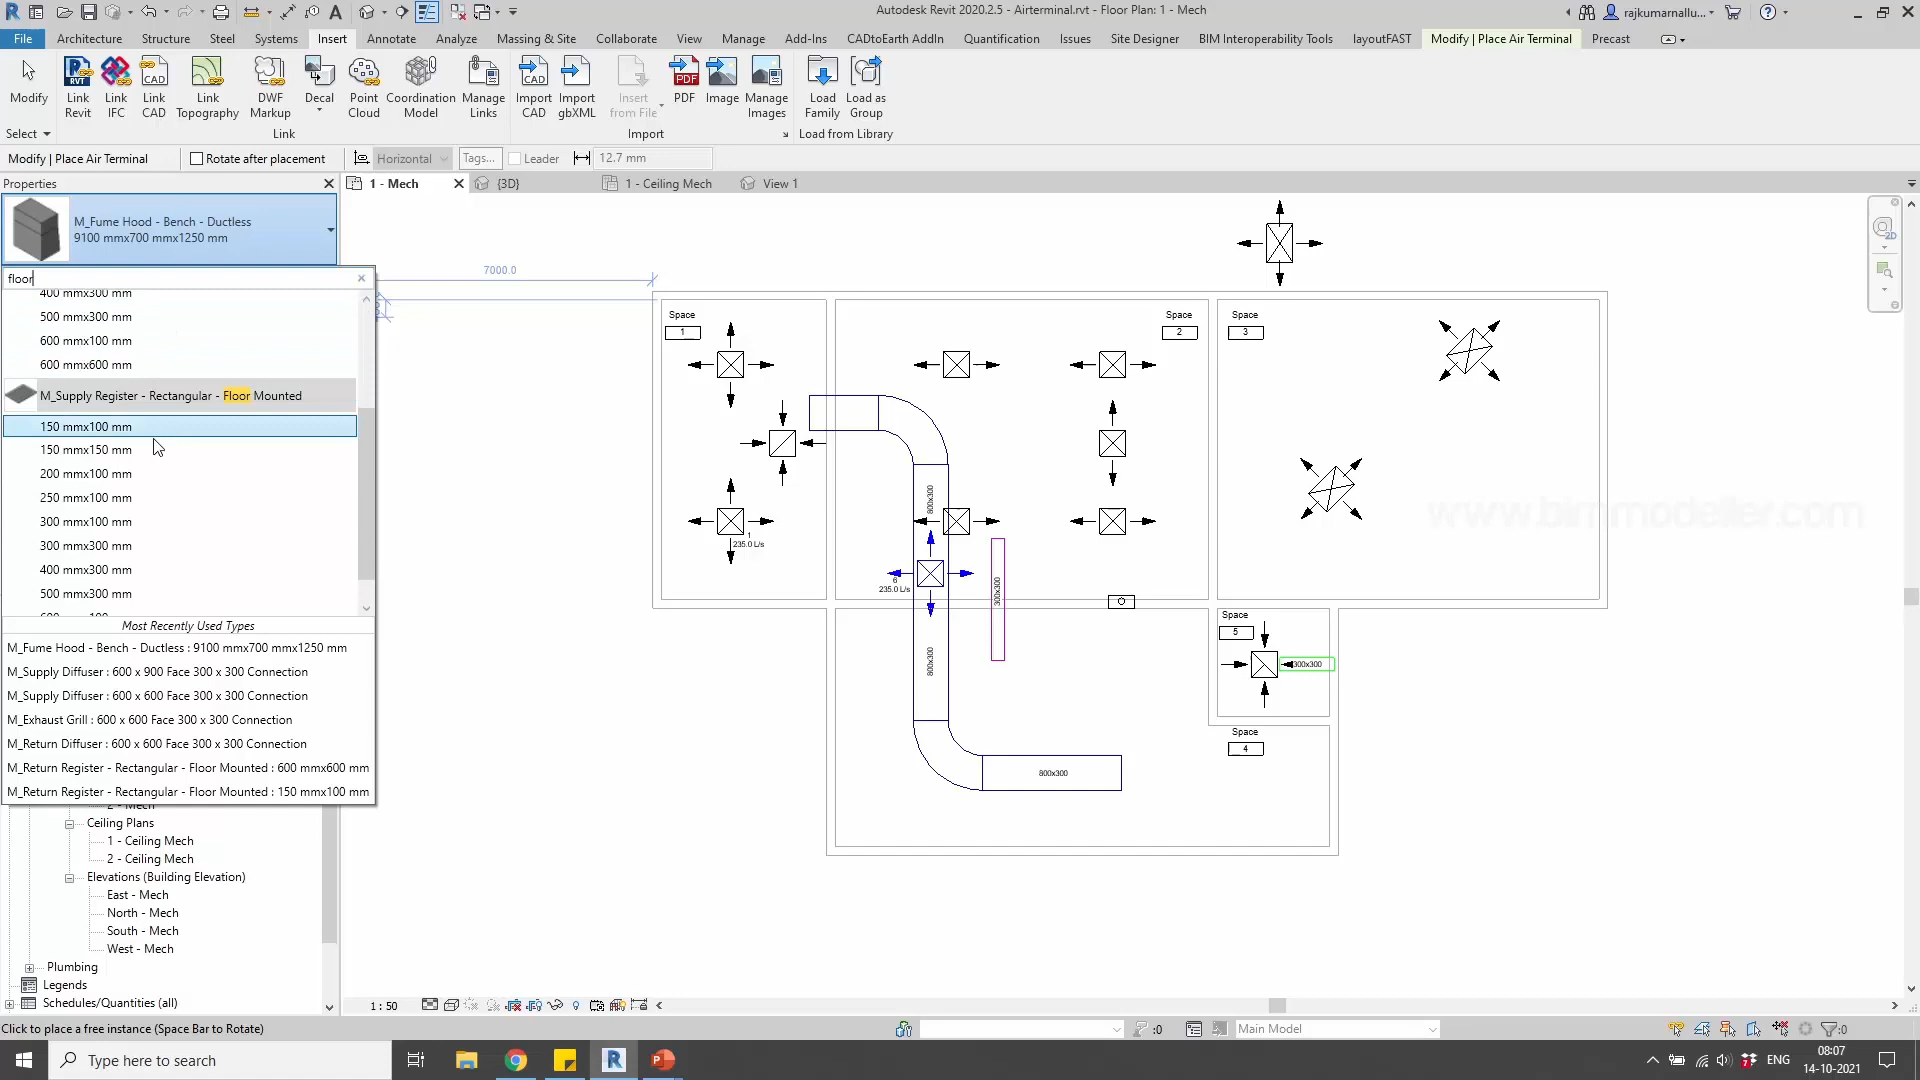 Autodesk Revit 2020.2.5 - Airterminal.rvt - Floor Plan: 1 - Mech
rajkumarnallu...
File Architecture Structure Steel Systems Insert Annotate Analyze Massing & Site Collaborate View Manage Add-Ins CADtoEarth AddIn Quantification Issues Site Designer BIM Interoperability Tools layoutFAST Modify | Place Air Terminal Precast
Modify
Link Revit
Link IFC
Link CAD
Link Topography
DWF Markup
Decal
Point Cloud
Coordination Model
Manage Links
Import CAD
Import gbXML
Insert from File
PDF
Image
Manage Images
Load Family
Load as Group
Select
Link
Import
Load from Library
Modify | Place Air Terminal
Rotate after placement
Horizontal
Tags...
Leader
12.7 mm
Properties
1 - Mech
{3D}
1 - Ceiling Mech
View 1
M_Fume Hood - Bench - Ductless
9100 mmx700 mmx1250 mm
floor
400 mmx300 mm
500 mmx300 mm
600 mmx100 mm
600 mmx600 mm
M_Supply Register - Rectangular - Floor Mounted
150 mmx100 mm
150 mmx150 mm
200 mmx100 mm
250 mmx100 mm
300 mmx100 mm
300 mmx300 mm
400 mmx300 mm
500 mmx300 mm
Most Recently Used Types
M_Fume Hood - Bench - Ductless : 9100 mmx700 mmx1250 mm
M_Supply Diffuser : 600 x 900 Face 300 x 300 Connection
M_Supply Diffuser : 600 x 600 Face 300 x 300 Connection
M_Exhaust Grill : 600 x 600 Face 300 x 300 Connection
M_Return Diffuser : 600 x 600 Face 300 x 300 Connection
M_Return Register - Rectangular - Floor Mounted : 600 mmx600 mm
M_Return Register - Rectangular - Floor Mounted : 150 mmx100 mm
2 - Mech
Ceiling Plans
1 - Ceiling Mech
2 - Ceiling Mech
Elevations (Building Elevation)
East - Mech
North - Mech
South - Mech
West - Mech
Plumbing
Legends
Schedules/Quantities (all)
7000.0
Space
1
Space
2
Space
3
1
235.0 L/s
800x300
6
235.0 L/s
300x300
800x300
800x300
Space
5
300x300
Space
4
www.bimmodeller.com
2D
1 : 50
Click to place a free instance (Space Bar to Rotate)
:0
Main Model
:0
Type here to search
ENG
08:07
14-10-2021